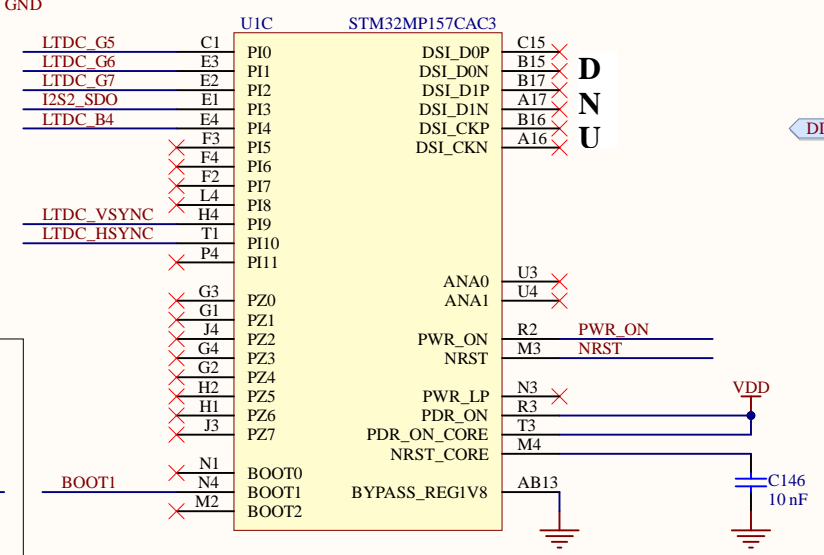 GND
U1C STM32MP157CAC3
LTDC_G5 C1 PI0 DSI_D0P C15
LTDC_G6 E3 PI1 DSI_D0N B15 D
LTDC_G7 E2 PI2 DSI_D1P B17
I2S2_SDO E1 PI3 DSI_D1N A17 N
LTDC_B4 E4 PI4 DSI_CKP B16
F3 PI5 DSI_CKN A16 U
F4 PI6
F2 PI7
L4 PI8
LTDC_VSYNC H4 PI9
LTDC_HSYNC T1 PI10
P4 PI11
ANA0 U3
G3 PZ0 ANA1 U4
G1 PZ1
J4 PZ2 PWR_ON R2 PWR_ON
G4 PZ3 NRST M3 NRST
G2 PZ4
H2 PZ5 PWR_LP N3 VDD
H1 PZ6 PDR_ON R3
J3 PZ7 PDR_ON_CORE T3
NRST_CORE M4
N1 BOOT0
BOOT1 N4 BOOT1 BYPASS_REG1V8 AB13 C146
M2 BOOT2 10 nF